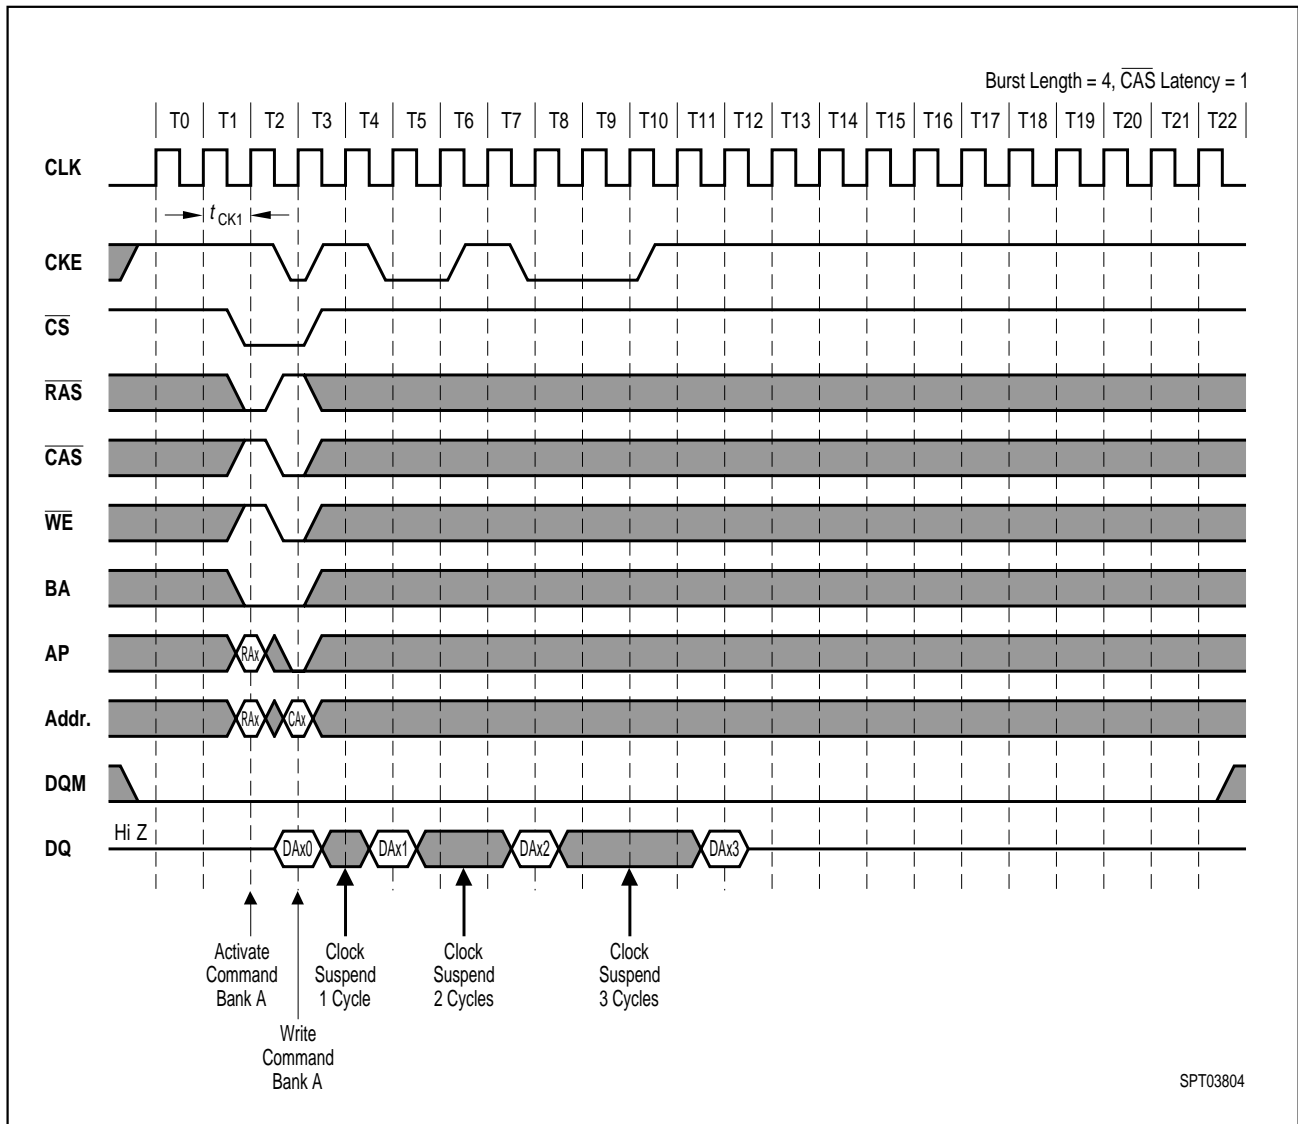 Burst Length = 4, CAS Latency = 1
T0 T1 T2 T3 T4 T5 T6 T7 T8 T9 T10 T11 T12 T13 T14 T15 T16 T17 T18 T19 T20 T21 T22
CLK
t CK1
CKE
CS
RAS
CAS
WE
BA
AP RAx
Addr. RAx CAx
DQM
DQ Hi Z DAx0 DAx1 DAx2 DAx3
Activate
Command
Bank A
Write
Command
Bank A
Clock
Suspend
1 Cycle
Clock
Suspend
2 Cycles
Clock
Suspend
3 Cycles
SPT03804